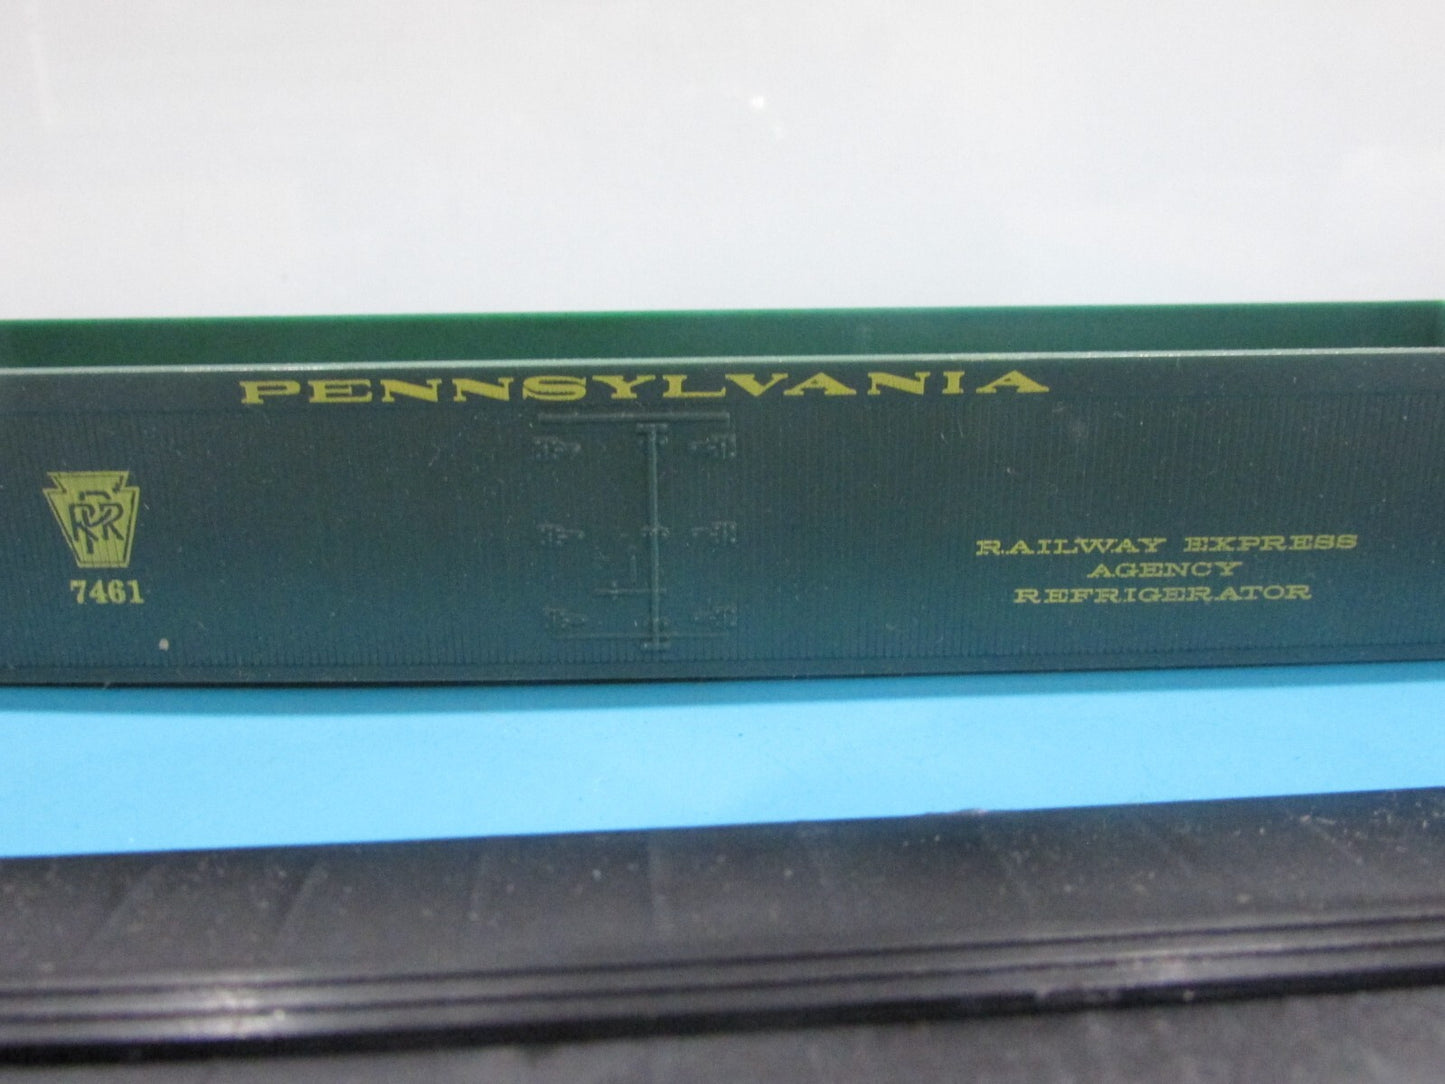 PENNSYLVANIA
PRR
7461
RAILWAY EXPRESS
AGENCY
REFRIGERATOR